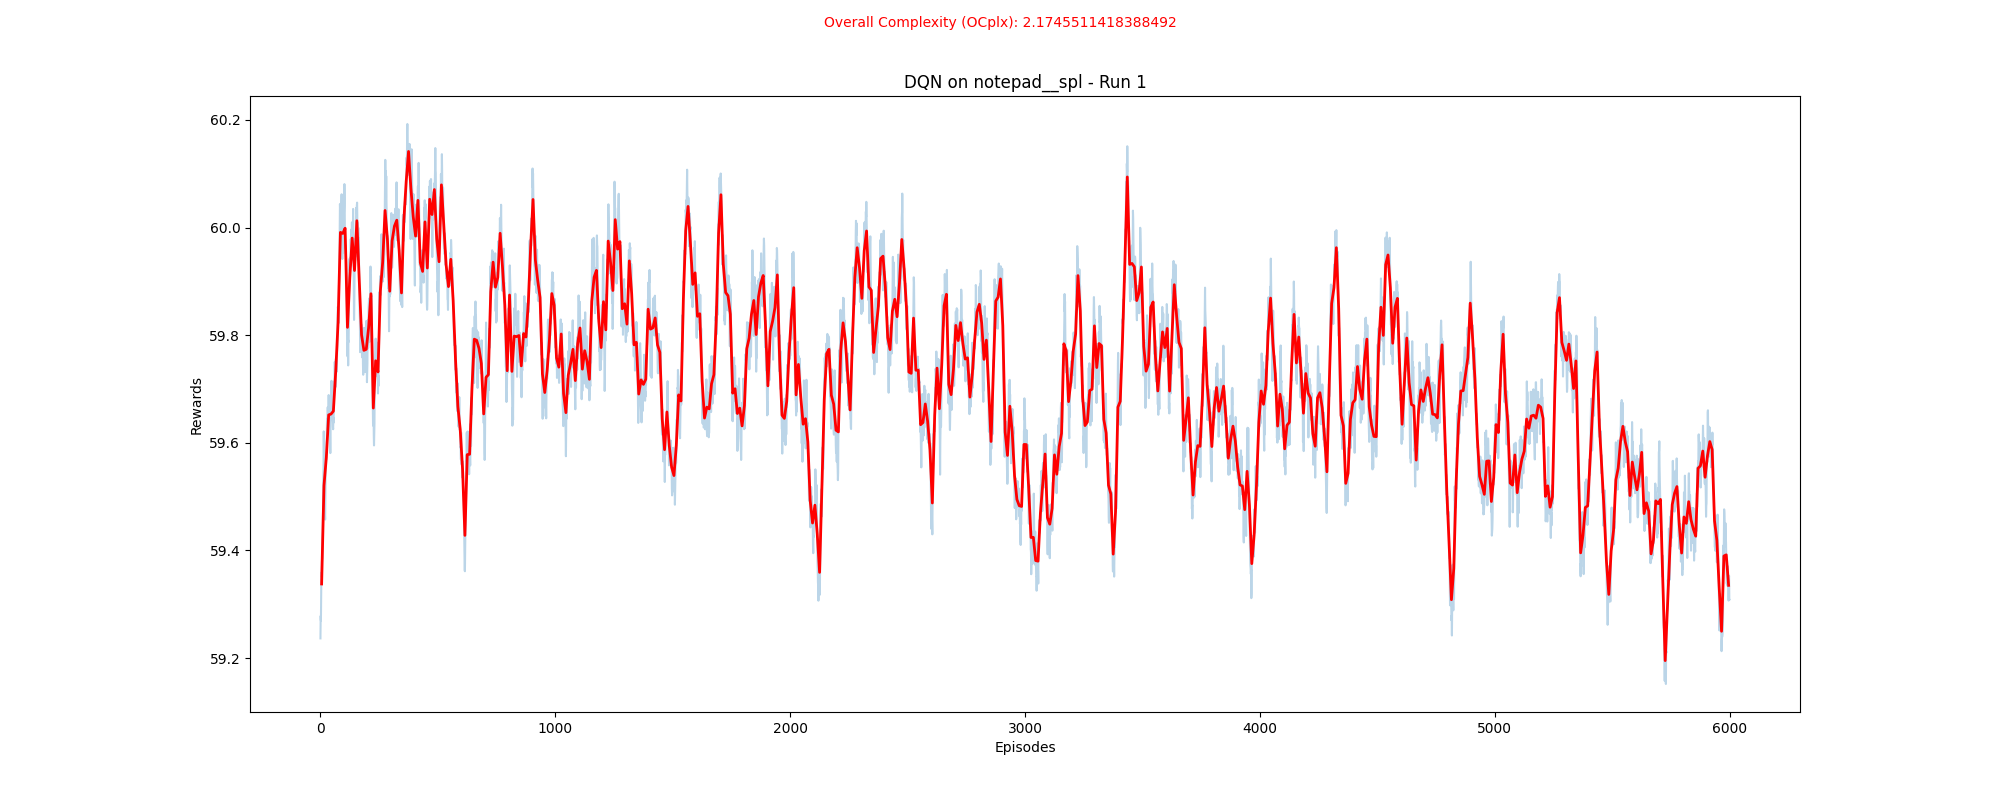 Overall Complexity (OCplx): 2.1745511418388492
DQN on notepad__spl - Run 1
60.2
60.0
59.8
59.6
59.4
59.2
Rewards
0 1000 2000 3000 4000 5000 6000
Episodes